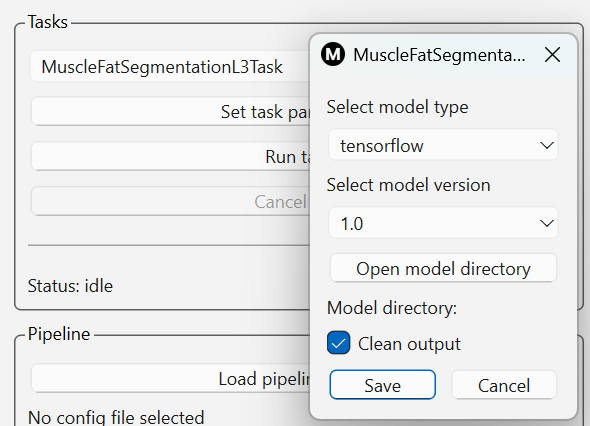 Tasks
MuscleFatSegmentationL3Task
Set task par
Run ta
Cancel
Status: idle
Pipeline
Load pipelin
No config file selected
M MuscleFatSegmenta...
Select model type
tensorflow
Select model version
1.0
Open model directory
Model directory:
Clean output
Save
Cancel